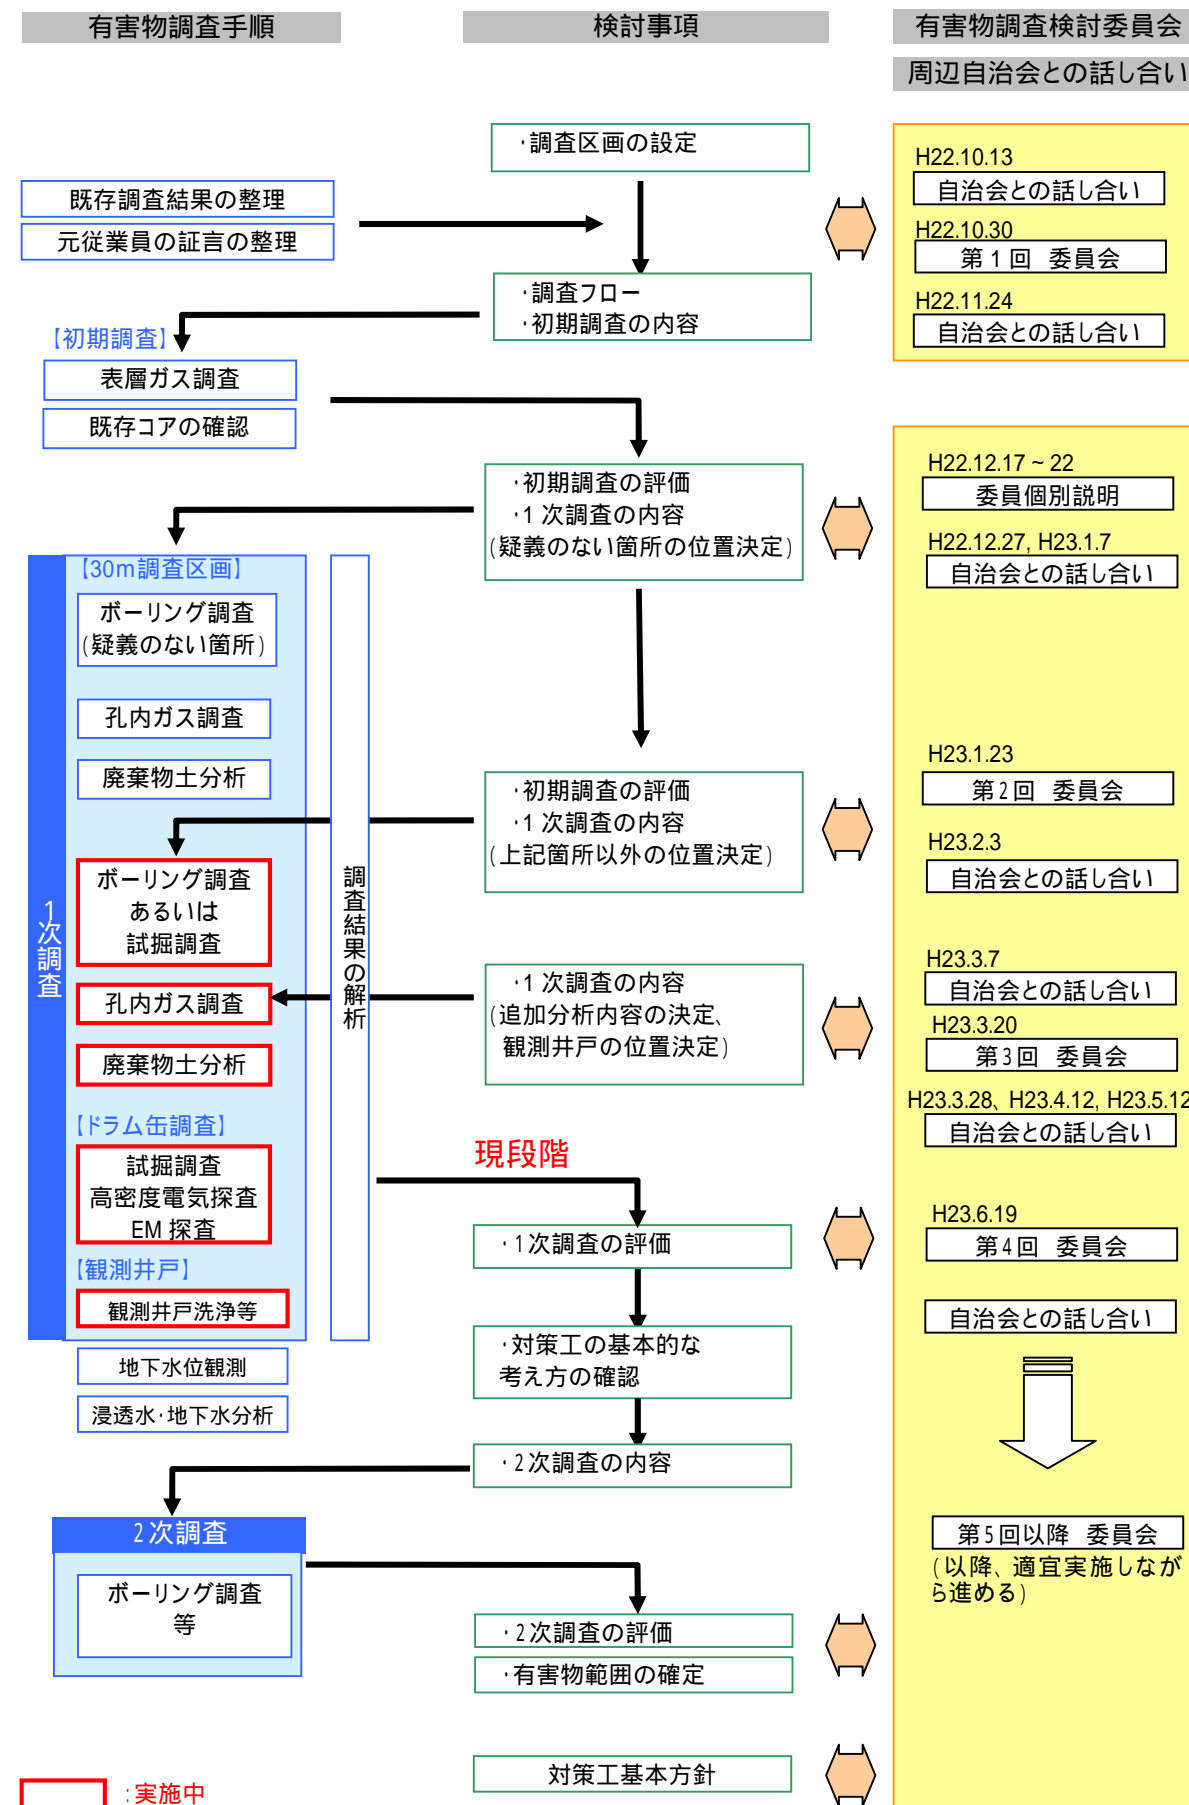 有害物調査手順
検討事項
有害物調査検討委員会
周辺自治会との話し合い
・調査区画の設定
既存調査結果の整理
元従業員の証言の整理
・調査フロー
・初期調査の内容
H22.10.13
自治会との話し合い
H22.10.30
第1回 委員会
H22.11.24
自治会との話し合い
【初期調査】
表層ガス調査
既存コアの確認
・初期調査の評価
・1次調査の内容
(疑義のない箇所の位置決定)
H22.12.17~22
委員個別説明
H22.12.27, H23.1.7
自治会との話し合い
1次調査
【30m調査区画】
ボーリング調査
(疑義のない箇所)
孔内ガス調査
廃棄物土分析
調査結果の解析
・初期調査の評価
・1次調査の内容
(上記箇所以外の位置決定)
H23.1.23
第2回 委員会
H23.2.3
自治会との話し合い
ボーリング調査
あるいは
試掘調査
孔内ガス調査
廃棄物土分析
・1次調査の内容
(追加分析内容の決定、
観測井戸の位置決定)
H23.3.7
自治会との話し合い
H23.3.20
第3回 委員会
H23.3.28、H23.4.12, H23.5.12
自治会との話し合い
【ドラム缶調査】
試掘調査
高密度電気探査
EM探査
【観測井戸】
観測井戸洗浄等
地下水位観測
浸透水・地下水分析
現段階
・1次調査の評価
・対策工の基本的な
考え方の確認
・2次調査の内容
H23.6.19
第4回 委員会
自治会との話し合い
2次調査
ボーリング調査
等
・2次調査の評価
・有害物範囲の確定
対策工基本方針
第5回以降 委員会
(以降、適宜実施しなが
ら進める)
:実施中